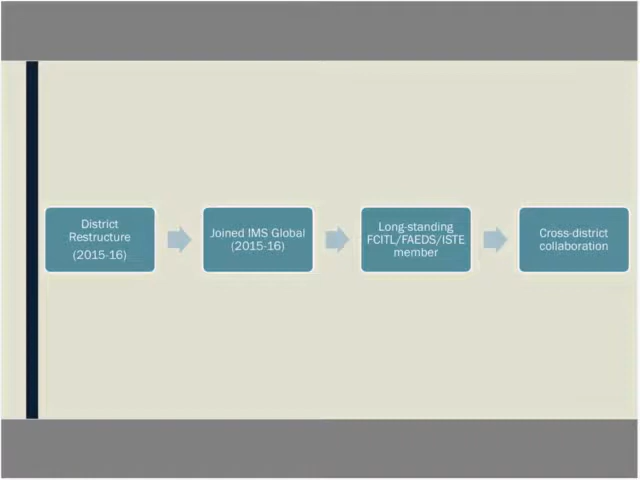 District
Restructure
(2015-16)
Joined IMS Global
(2015-16)
Long-standing
FCITL/FAEDS/ISTE
member
Cross-district
collaboration